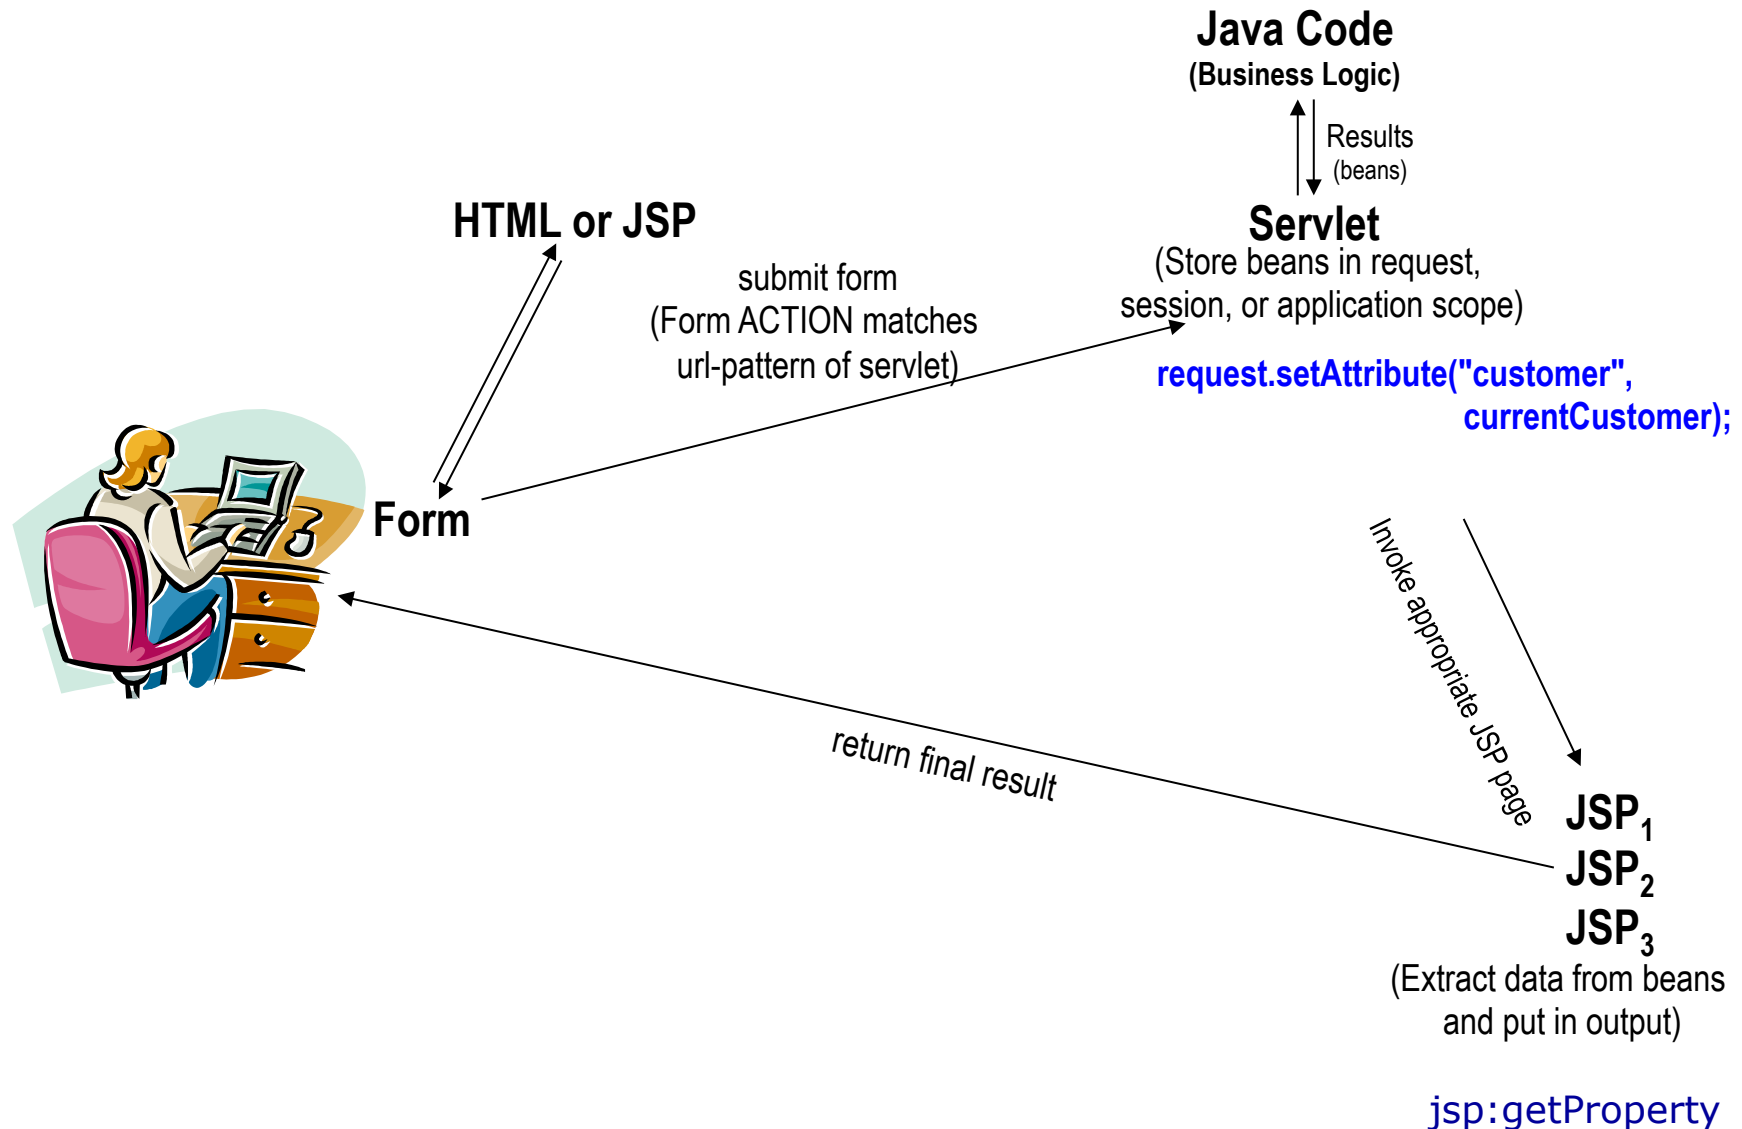 Java Code
(Business Logic)
Results
(beans)
HTML or JSP
Servlet
(Store beans in request,
session, or application scope)
submit form
(Form ACTION matches
url-pattern of servlet)
request.setAttribute("customer",
currentCustomer);
Form
Invoke appropriate JSP page
return final result
JSP1
JSP2
JSP3
(Extract data from beans
and put in output)
jsp:getProperty